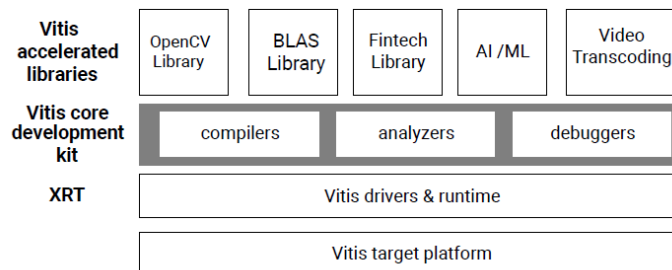 Vitis
accelerated
libraries
OpenCV
Library
BLAS
Library
Fintech
Library
AI /ML
Video
Transcoding
Vitis core
development
kit
compilers
analyzers
debuggers
XRT
Vitis drivers & runtime
Vitis target platform